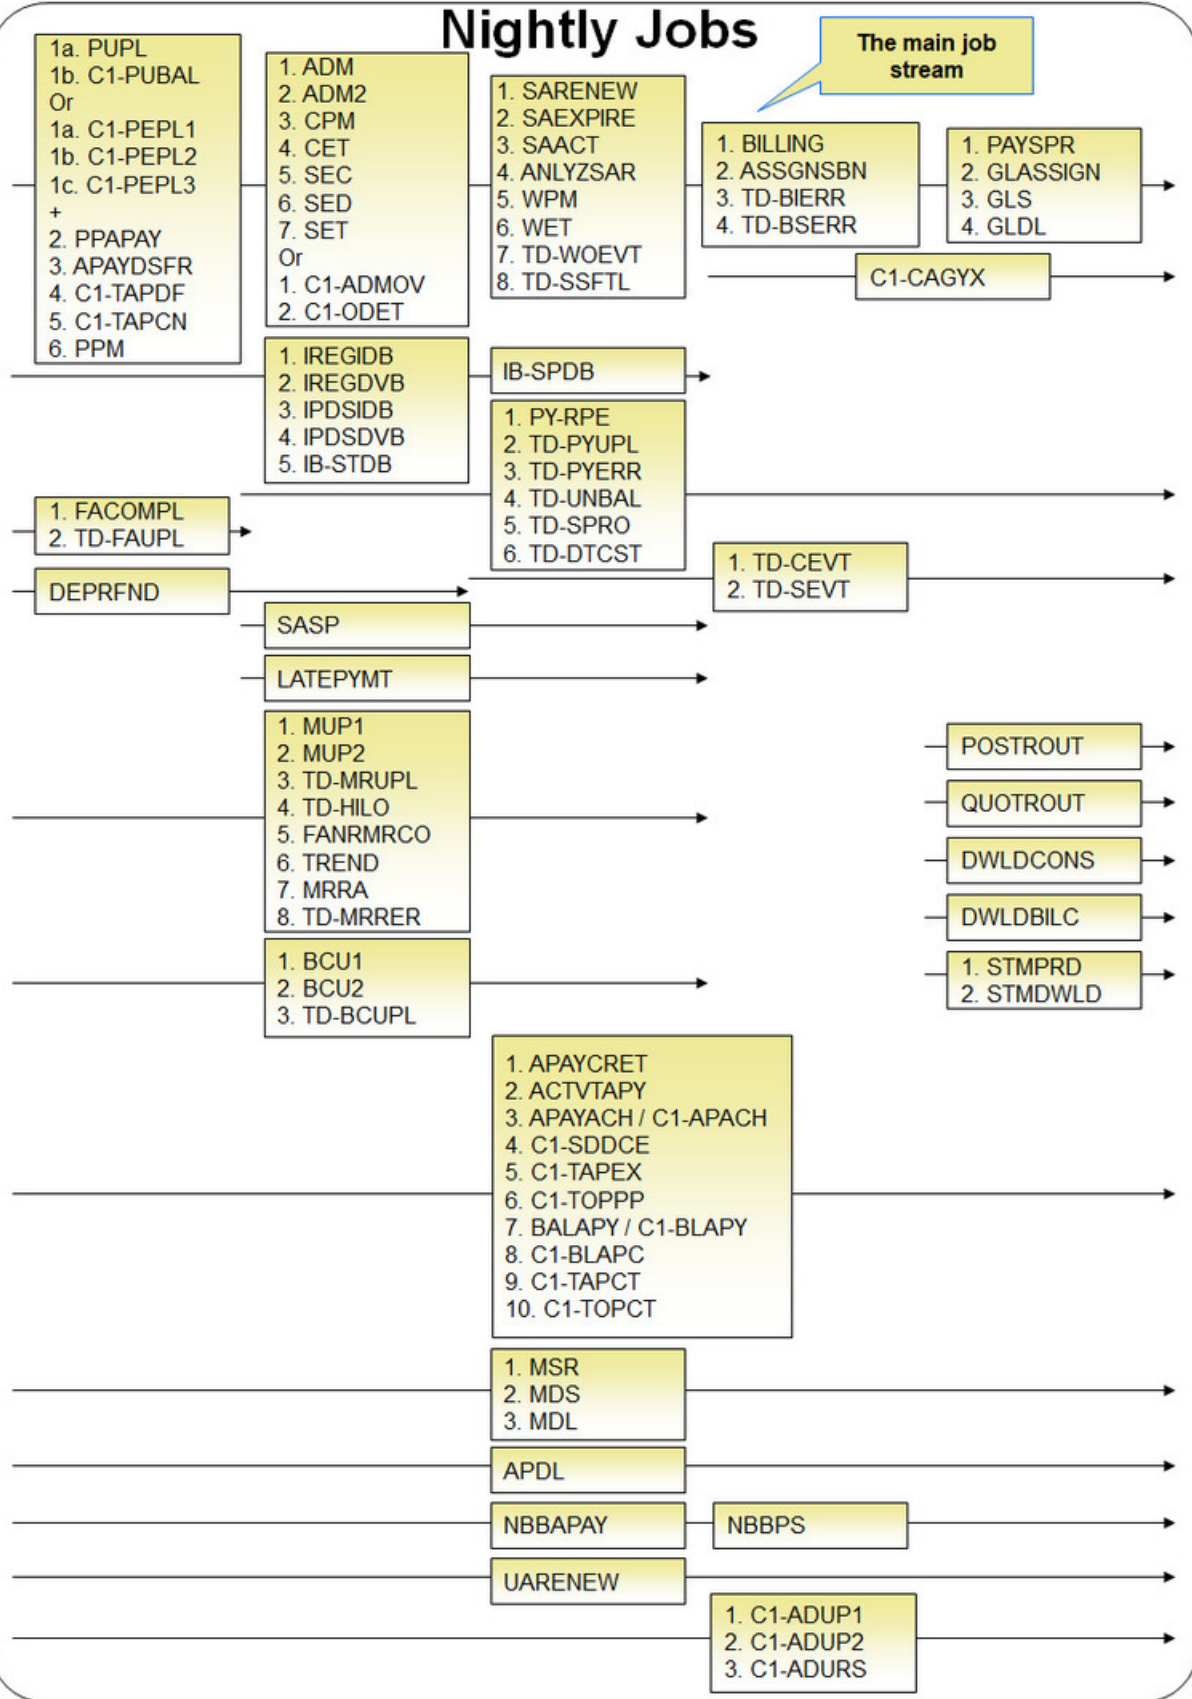 Nightly Jobs
The main job
stream
1a. PUPL
1b. C1-PUBAL
Or
1a. C1-PEPL1
1b. C1-PEPL2
1c. C1-PEPL3
+
2. PPAPAY
3. APAYDSFR
4. C1-TAPDF
5. C1-TAPCN
6. PPM
1. ADM
2. ADM2
3. CPM
4. CET
5. SEC
6. SED
7. SET
Or
1. C1-ADMOV
2. C1-ODET
1. SARENEW
2. SAEXPIRE
3. SAACT
4. ANLYZSAR
5. WPM
6. WET
7. TD-WOEVT
8. TD-SSFTL
1. BILLING
2. ASSGNSBN
3. TD-BIERR
4. TD-BSERR
1. PAYSPR
2. GLASSIGN
3. GLS
4. GLDL
C1-CAGYX
1. IREGIDB
2. IREGDVB
3. IPDSIDB
4. IPDSDVB
5. IB-STDB
IB-SPDB
1. PY-RPE
2. TD-PYUPL
3. TD-PYERR
4. TD-UNBAL
5. TD-SPRO
6. TD-DTCST
1. FACOMPL
2. TD-FAUPL
1. TD-CEVT
2. TD-SEVT
DEPRFND
SASP
LATEPYMT
1. MUP1
2. MUP2
3. TD-MRUPL
4. TD-HILO
5. FANRMRCO
6. TREND
7. MRRA
8. TD-MRRER
POSTROUT
QUOTROUT
DWLDCONS
DWLDBILC
1. STMPRD
2. STMDWLD
1. BCU1
2. BCU2
3. TD-BCUPL
1. APAYCRET
2. ACTVTAPY
3. APAYACH / C1-APACH
4. C1-SDDCE
5. C1-TAPEX
6. C1-TOPPP
7. BALAPY / C1-BLAPY
8. C1-BLAPC
9. C1-TAPCT
10. C1-TOPCT
1. MSR
2. MDS
3. MDL
APDL
NBBAPAY
NBBPS
UARENEW
1. C1-ADUP1
2. C1-ADUP2
3. C1-ADURS